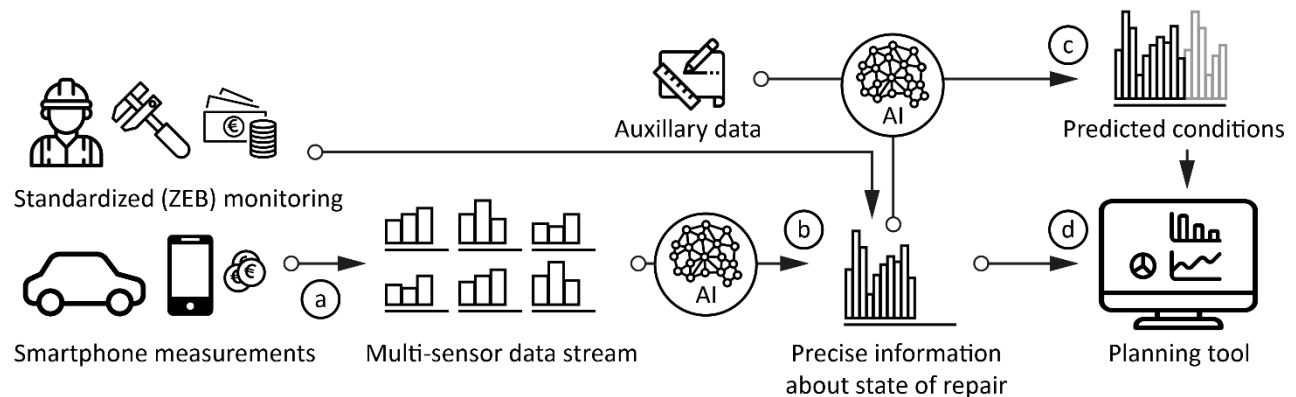 c
AI
Auxillary data
Predicted conditions
€
Standardized (ZEB) monitoring
b
d
€
€
€
a
AI
Smartphone measurements
Multi-sensor data stream
Precise information
about state of repair
Planning tool